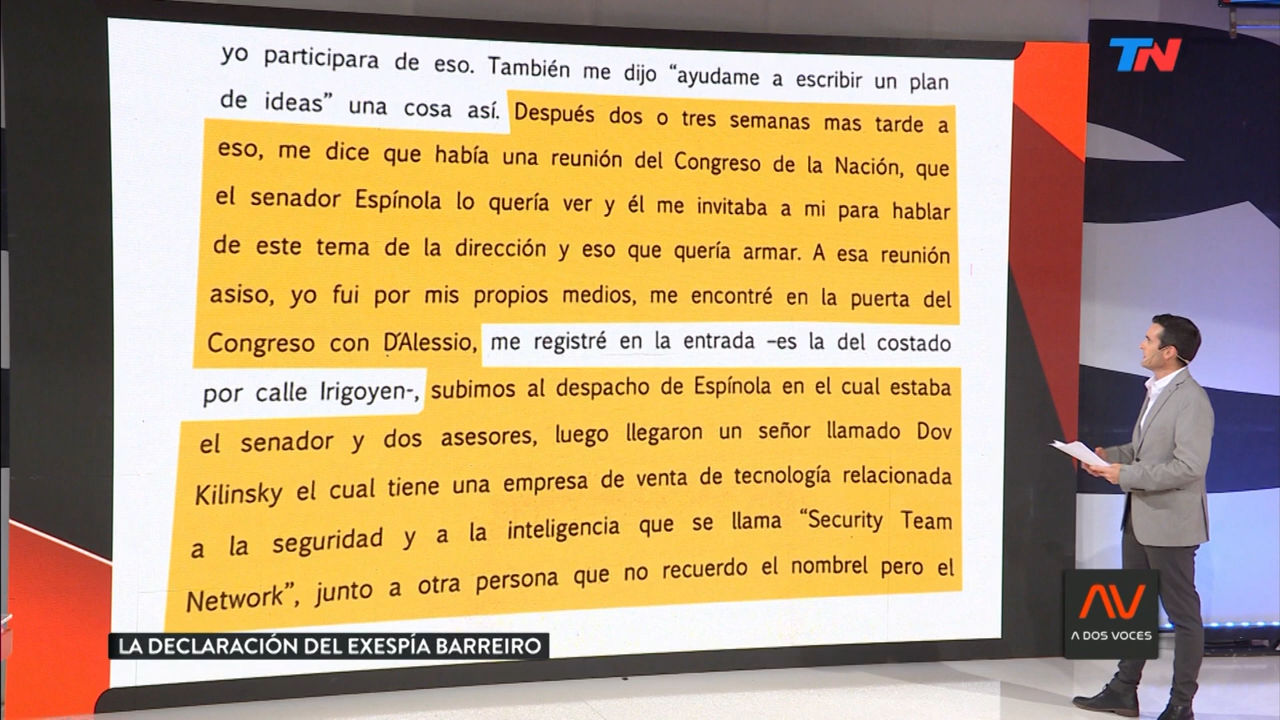 yo participara de eso. También me dijo “ayudame a escribir un plan
de ideas” una cosa así. Después dos o tres semanas mas tarde a
eso, me dice que había una reunión del Congreso de la Nación, que
el senador Espínola lo quería ver y él me invitaba a mi para hablar
de este tema de la dirección y eso que quería armar. A esa reunión
asiso, yo fui por mis propios medios, me encontré en la puerta del
Congreso con D'Alessio, me registré en la entrada –es la del costado
por calle Irigoyen-, subimos al despacho de Espínola en el cual estaba
el senador y dos asesores, luego llegaron un señor llamado Dov
Kilinsky el cual tiene una empresa de venta de tecnología relacionada
a la seguridad y a la inteligencia que se llama “Security Team
Network”, junto a otra persona que no recuerdo el nombrel pero el
TN
LA DECLARACIÓN DEL EXESPÍA BARREIRO
AV
A DOS VOCES